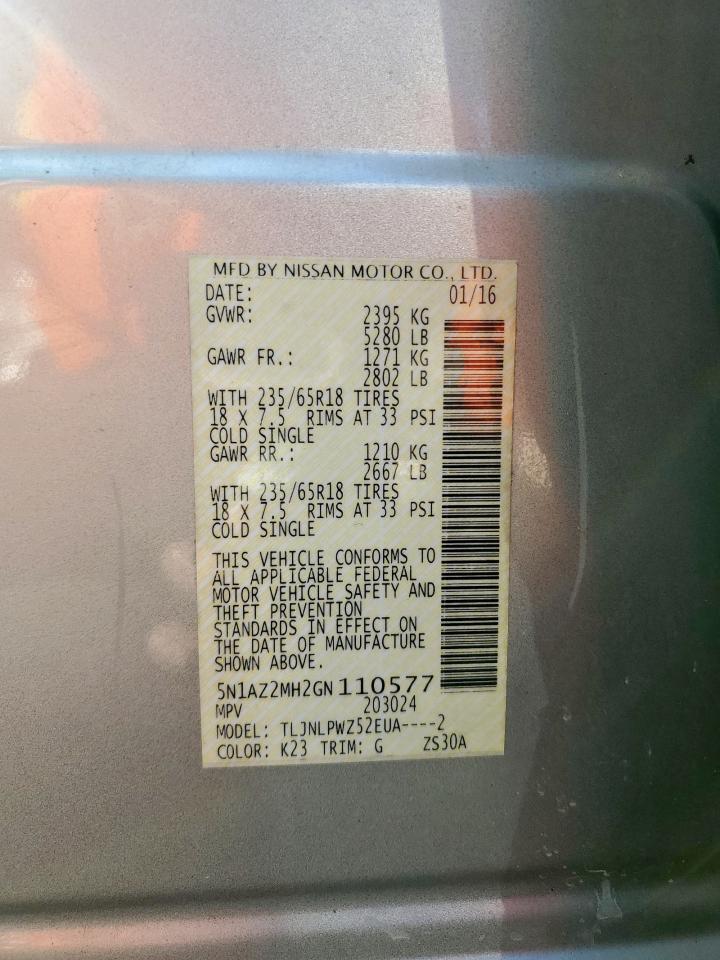 MFD BY NISSAN MOTOR CO., LTD.
DATE: 01/16
GVWR: 2395 KG
5280 LB
GAWR FR.: 1271 KG
2802 LB
WITH 235/65R18 TIRES
18 X 7.5 RIMS AT 33 PSI
COLD SINGLE
GAWR RR.: 1210 KG
2667 LB
WITH 235/65R18 TIRES
18 X 7.5 RIMS AT 33 PSI
COLD SINGLE
THIS VEHICLE CONFORMS TO
ALL APPLICABLE FEDERAL
MOTOR VEHICLE SAFETY AND
THEFT PREVENTION
STANDARDS IN EFFECT ON
THE DATE OF MANUFACTURE
SHOWN ABOVE.
5N1AZ2MH2GN110577
MPV 203024
MODEL: TLJNLPWZ52EUA----2
COLOR: K23 TRIM: G ZS30A